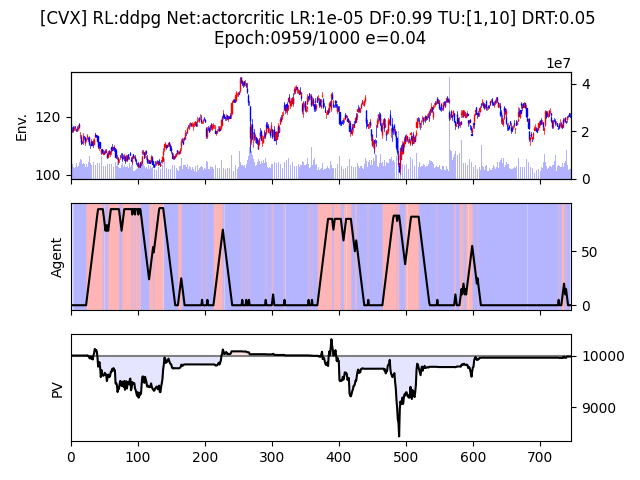 [CVX] RL:ddpg Net:actorcritic LR:1e-05 DF:0.99 TU:[1,10] DRT:0.05
Epoch:0959/1000 e=0.04
1e7
Env.
120
100
4
2
0
Agent
50
0
PV
10000
9000
0 100 200 300 400 500 600 700